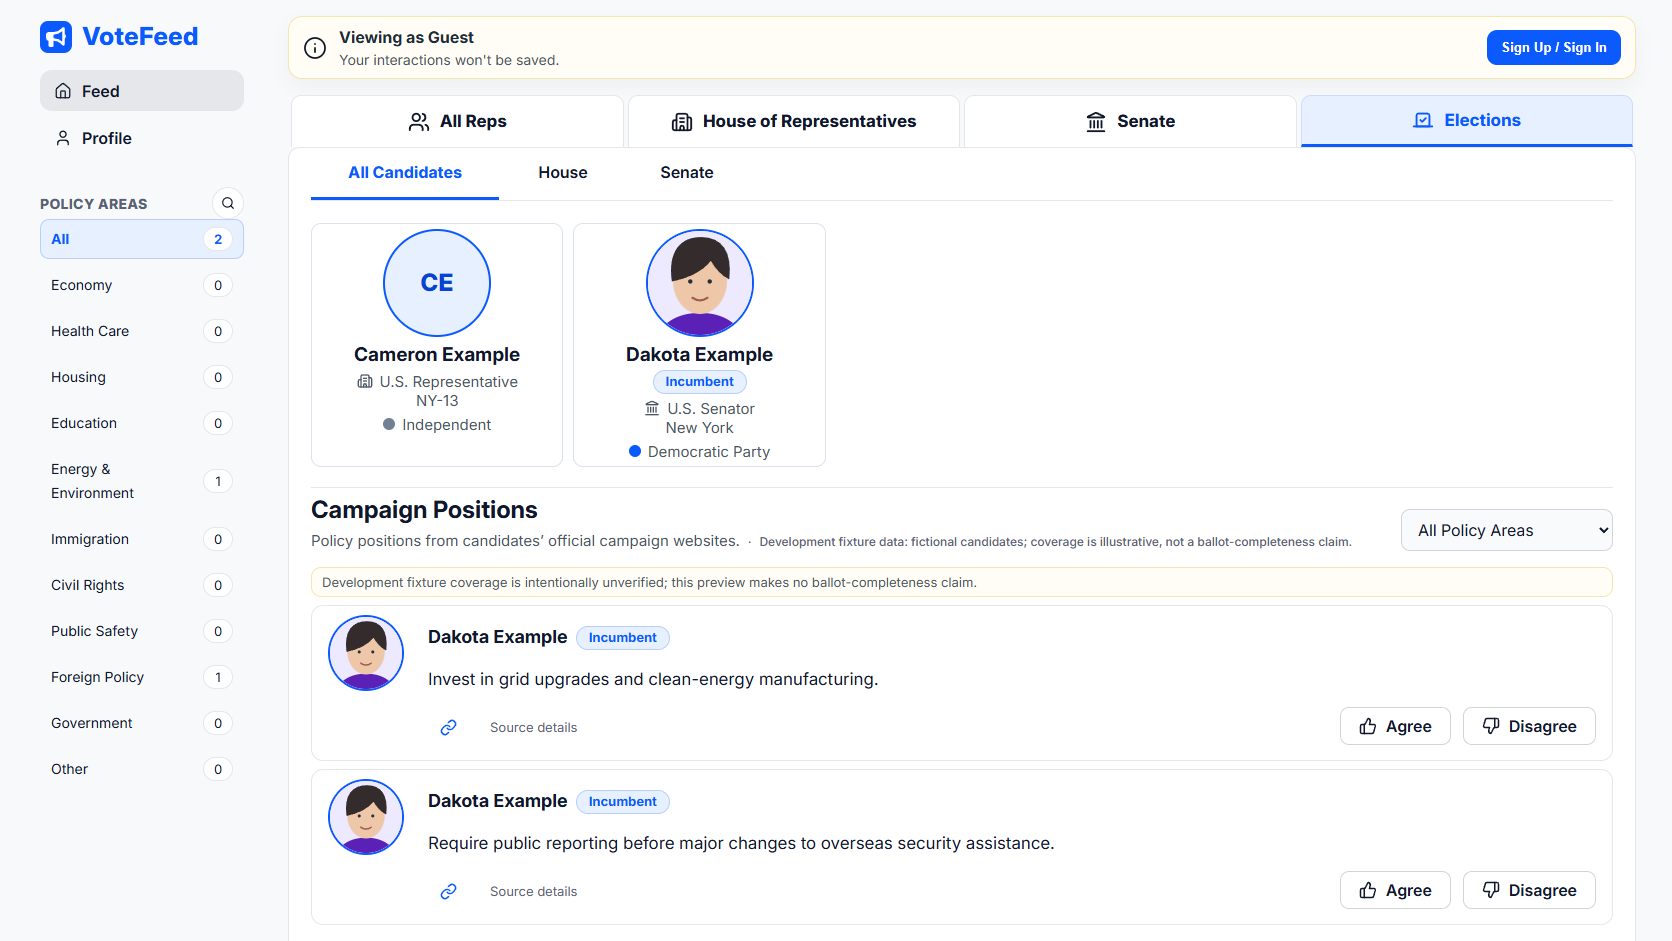 VoteFeed
Feed
Profile
POLICY AREAS
All 2
Economy 0
Health Care 0
Housing 0
Education 0
Energy &
Environment 1
Immigration 0
Civil Rights 0
Public Safety 0
Foreign Policy 1
Government 0
Other 0
Viewing as Guest
Your interactions won't be saved.
Sign Up / Sign In
All Reps
House of Representatives
Senate
Elections
All Candidates
House
Senate
CE
Cameron Example
U.S. Representative
NY-13
Independent
Dakota Example
Incumbent
U.S. Senator
New York
Democratic Party
Campaign Positions
Policy positions from candidates’ official campaign websites. · Development fixture data: fictional candidates; coverage is illustrative, not a ballot-completeness claim.
All Policy Areas
Development fixture coverage is intentionally unverified; this preview makes no ballot-completeness claim.
Dakota Example Incumbent
Invest in grid upgrades and clean-energy manufacturing.
Source details
Agree
Disagree
Dakota Example Incumbent
Require public reporting before major changes to overseas security assistance.
Source details
Agree
Disagree